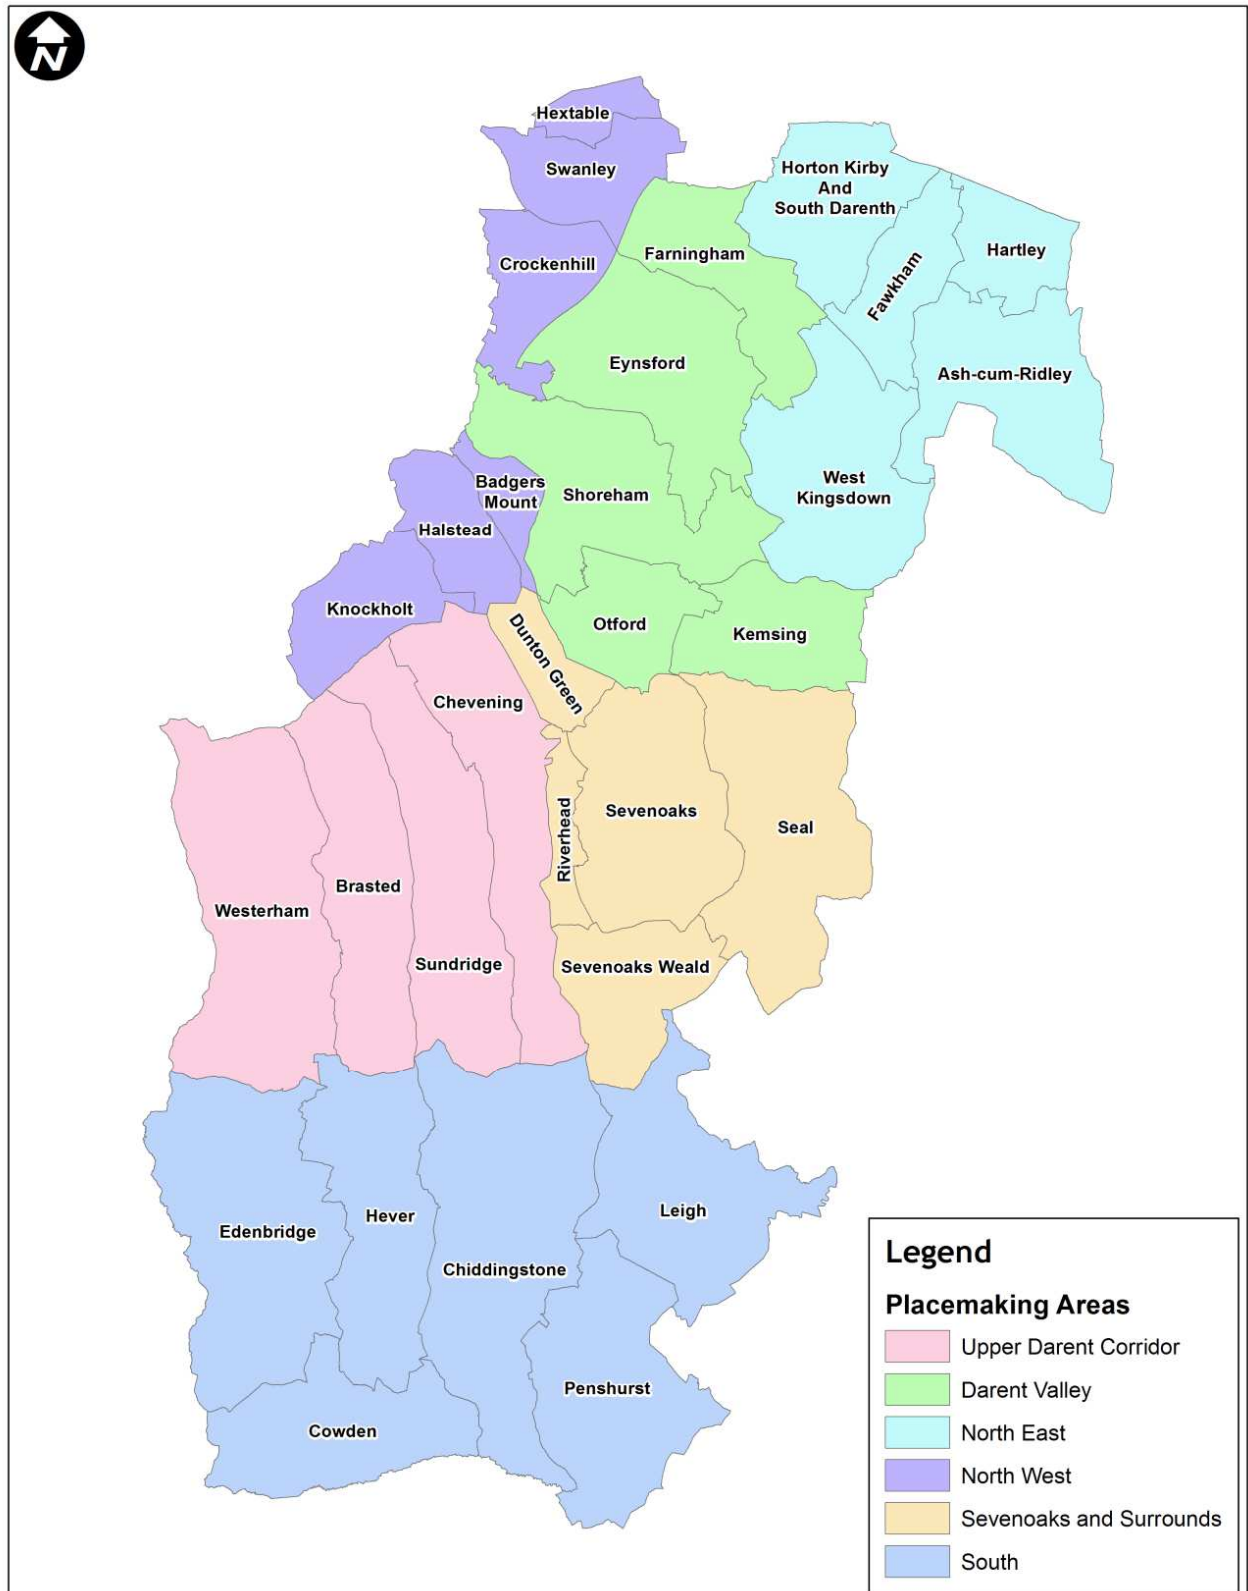 N
Hextable
Swanley
Horton Kirby
And
South Darenth
Farningham
Hartley
Crockenhill
Fawkham
Eynsford
Ash-cum-Ridley
Badgers
Mount
Shoreham
West
Kingsdown
Halstead
Knockholt
Otford
Kemsing
Dunton Green
Chevening
Riverhead
Sevenoaks
Seal
Brasted
Westerham
Sundridge
Sevenoaks Weald
Leigh
Hever
Edenbridge
Chiddingstone
Penshurst
Cowden
Legend
Placemaking Areas
Upper Darent Corridor
Darent Valley
North East
North West
Sevenoaks and Surrounds
South